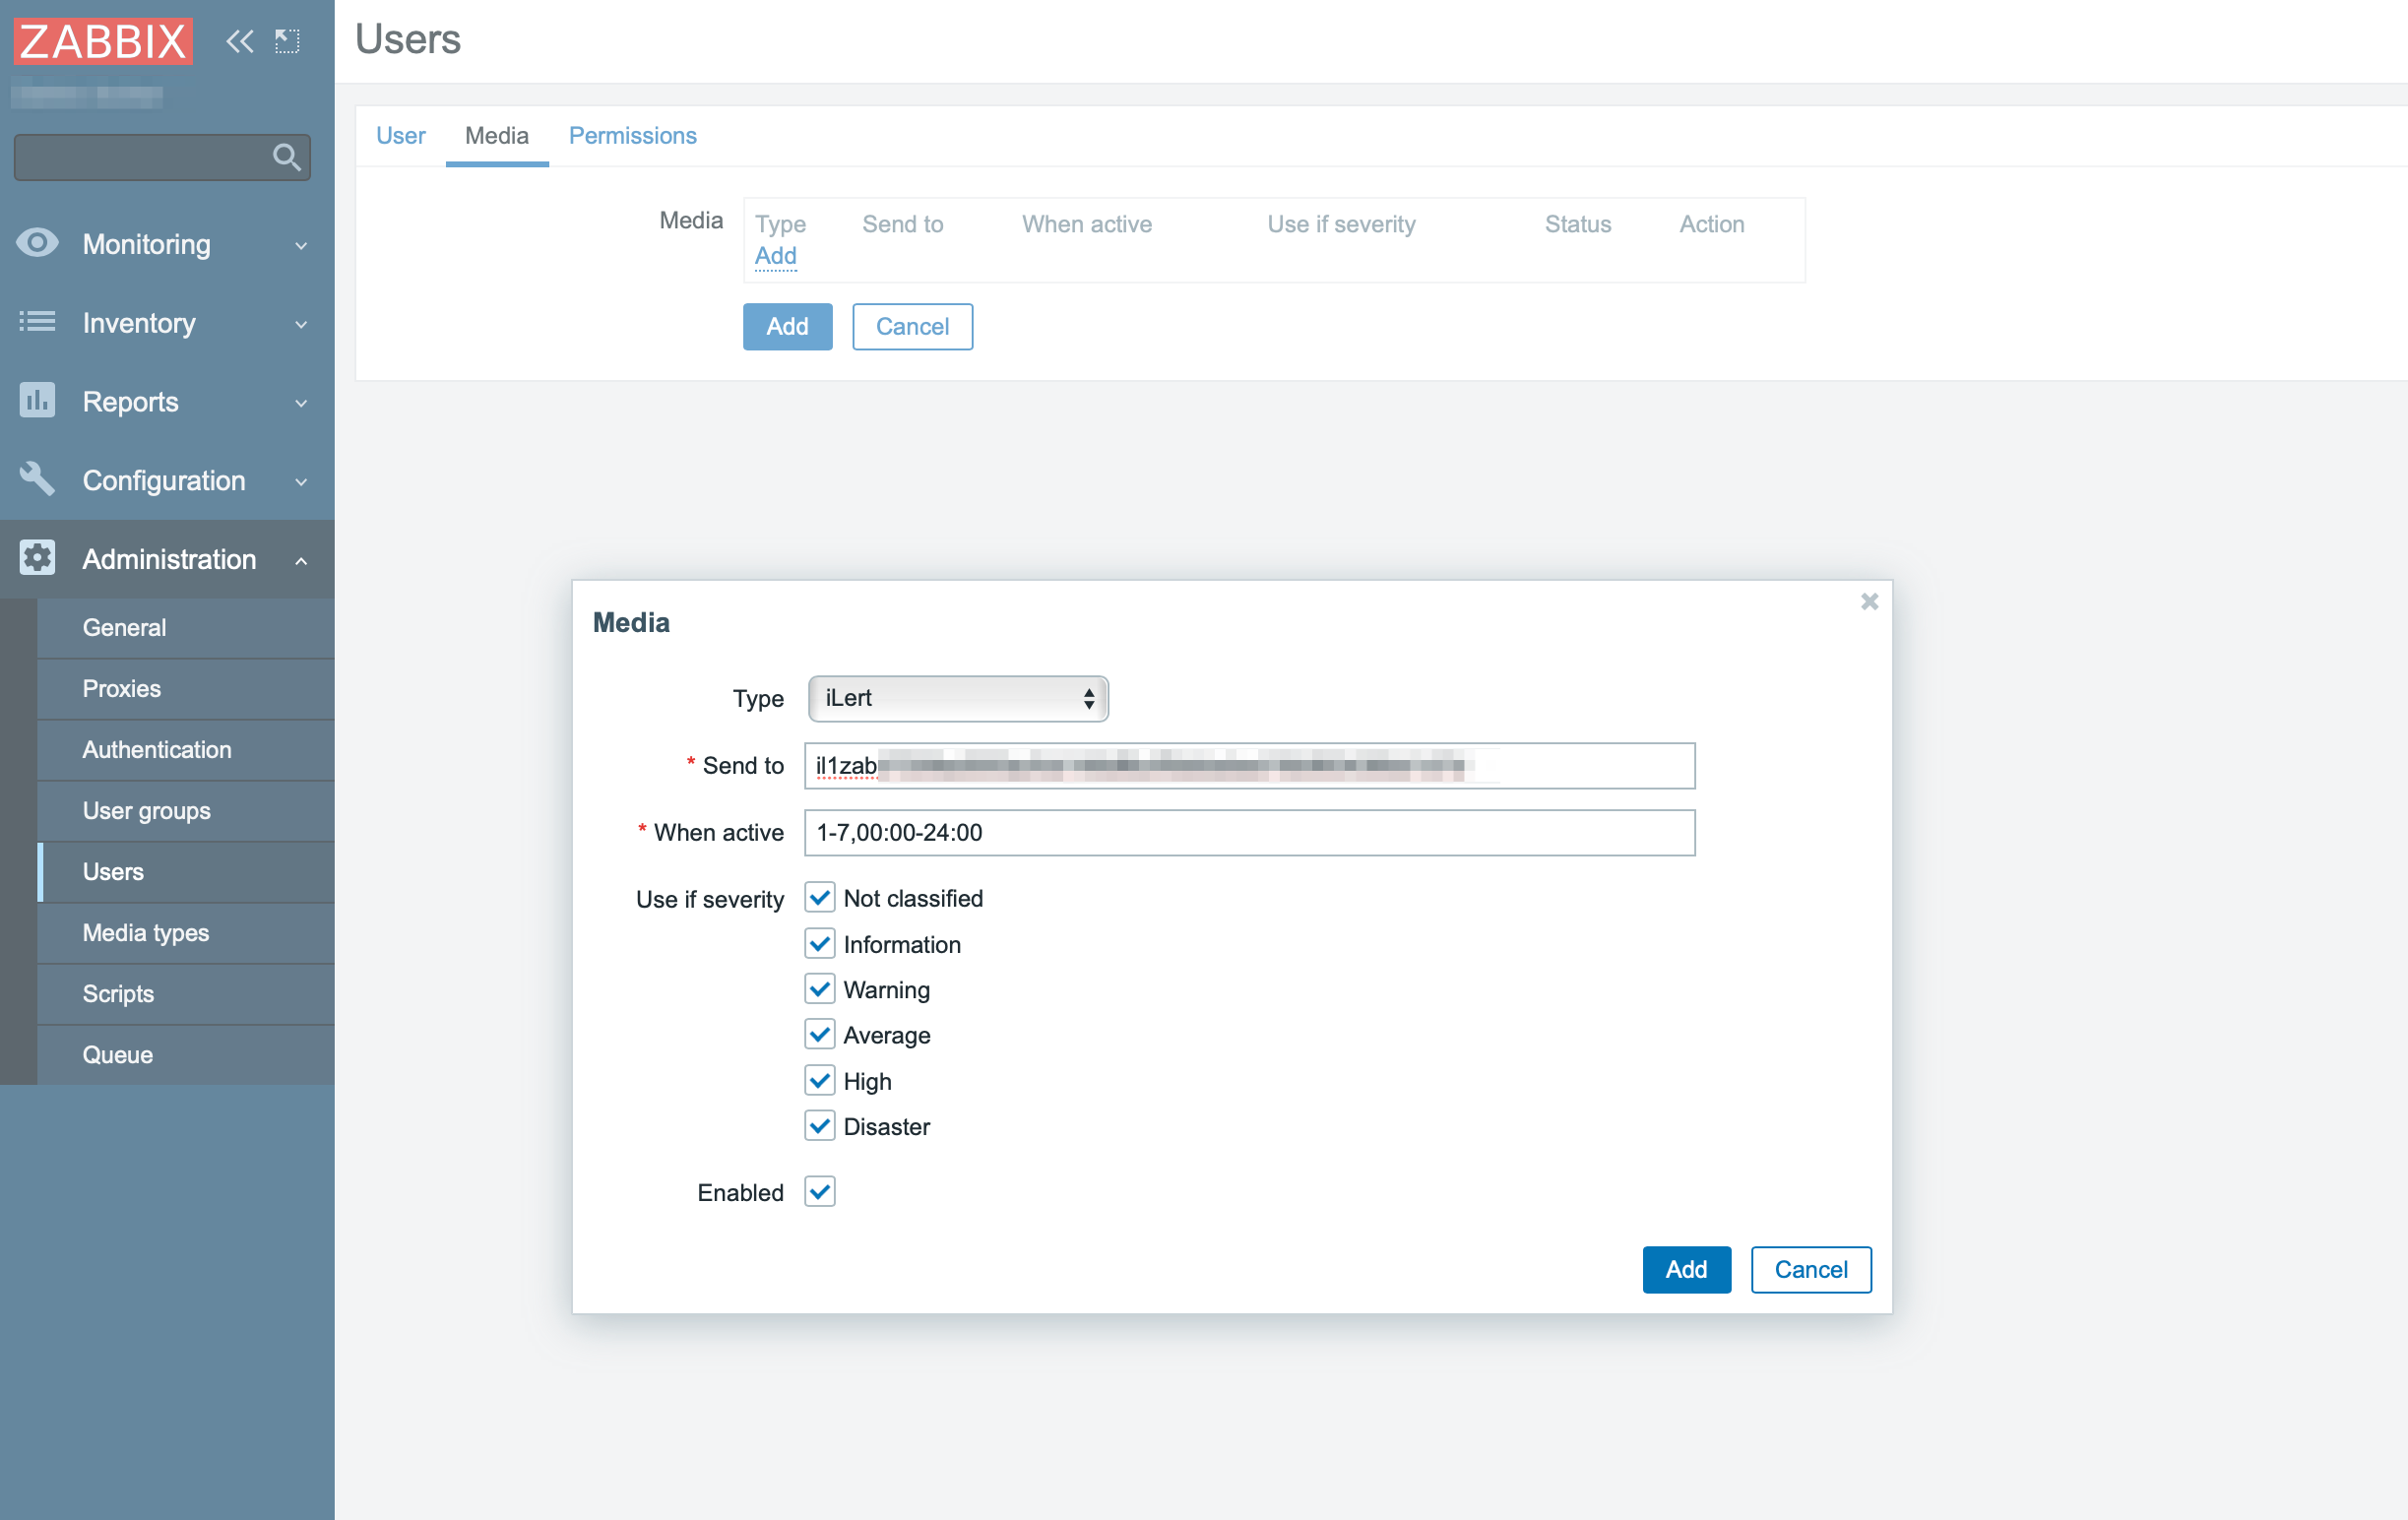 ZABBIX
Monitoring
Inventory
Reports
Configuration
Administration
General
Proxies
Authentication
User groups
Users
Media types
Scripts
Queue
Users
User Media Permissions
Media Type Send to When active Use if severity Status Action
Add
Add Cancel
Media
Type iLert
* Send to il1zab
* When active 1-7,00:00-24:00
Use if severity Not classified
Information
Warning
Average
High
Disaster
Enabled
Add Cancel